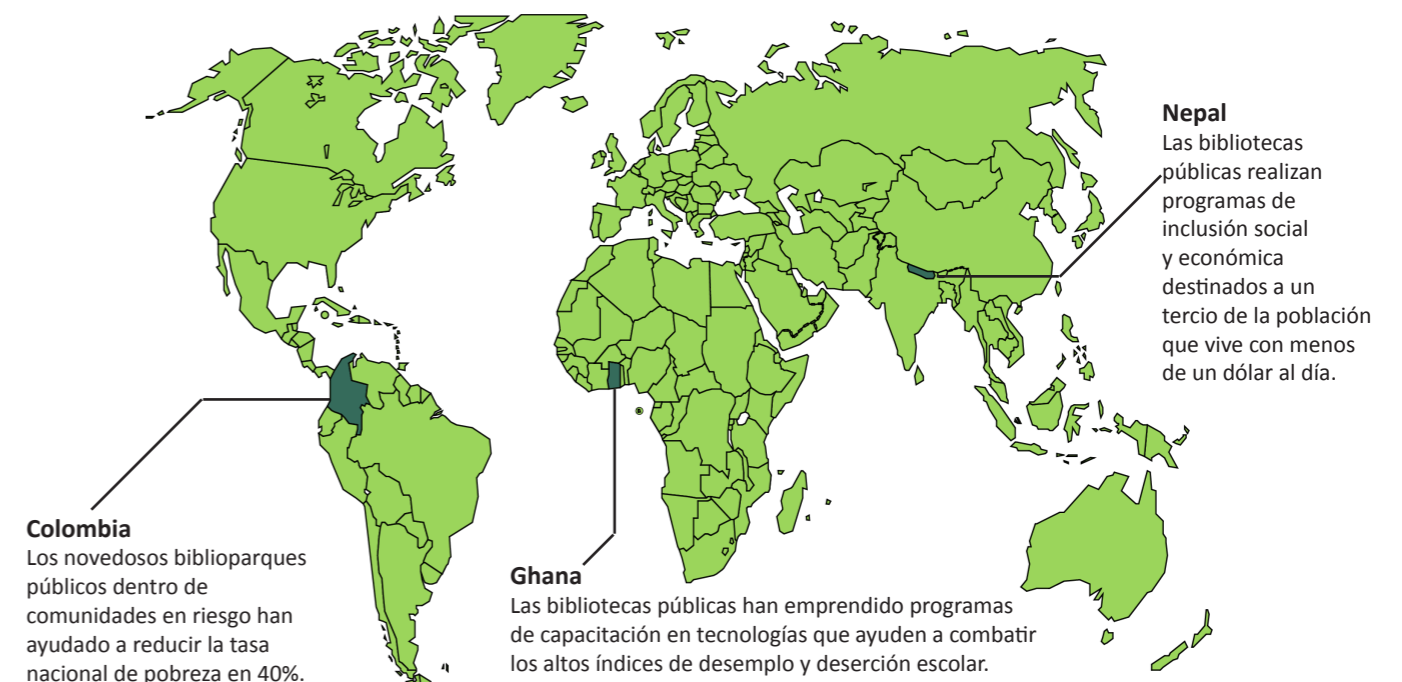 Nepal
Las bibliotecas
públicas realizan
programas de
inclusión social
y económica
destinados a un
tercio de la población
que vive con menos
de un dólar al día.
Colombia
Los novedosos biblioparques
públicos dentro de
comunidades en riesgo han
ayudado a reducir la tasa
nacional de pobreza en 40%.
Ghana
Las bibliotecas públicas han emprendido programas
de capacitación en tecnologías que ayuden a combatir
los altos índices de desemplo y deserción escolar.